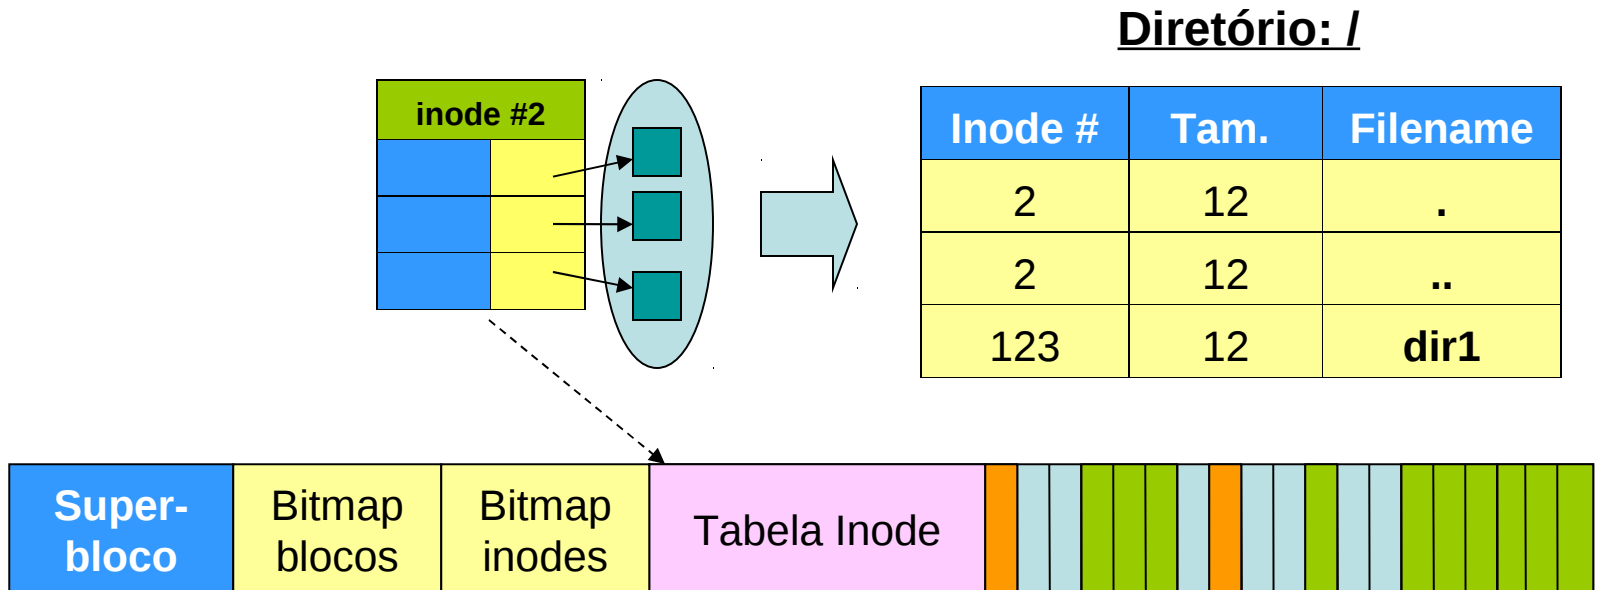 Diretório: /
inode #2
Inode # Tam. Filename
2 12 .
2 12 ..
123 12 dir1
Super-
bloco
Bitmap
blocos
Bitmap
inodes
Tabela Inode